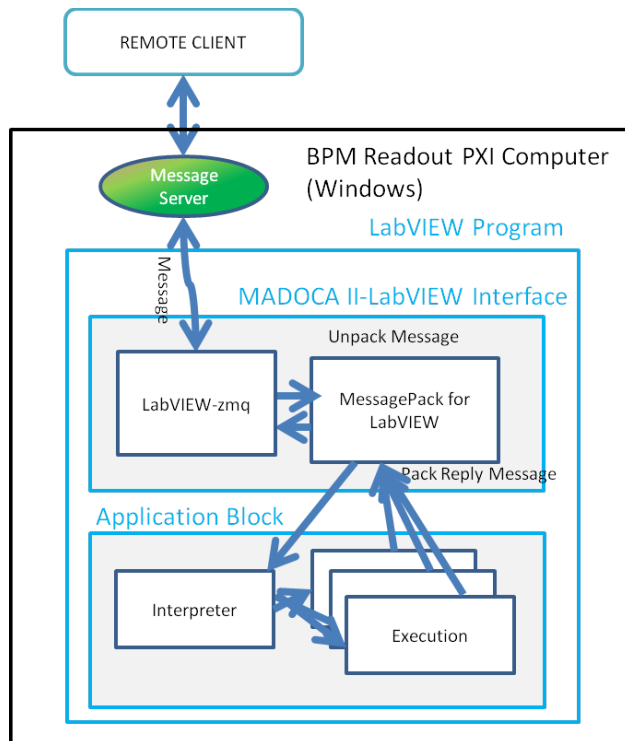 REMOTE CLIENT
BPM Readout PXI Computer
(Windows)
Message
Server
LabVIEW Program
Message
MADOCA II-LabVIEW Interface
Unpack Message
LabVIEW-zmq
MessagePack for
LabVIEW
Pack Reply Message
Application Block
Interpreter
Execution